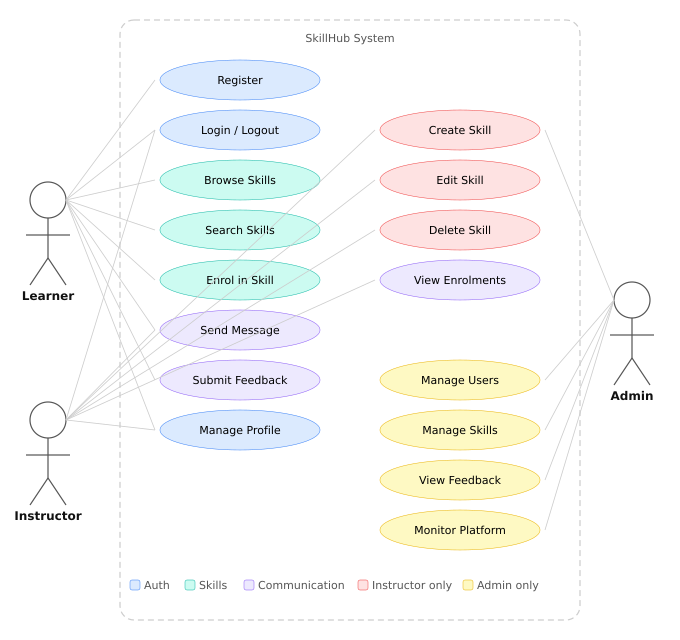 SkillHub System
Register
Login / Logout
Browse Skills
Search Skills
Enrol in Skill
Send Message
Submit Feedback
Manage Profile
Create Skill
Edit Skill
Delete Skill
View Enrolments
Manage Users
Manage Skills
View Feedback
Monitor Platform
Learner
Instructor
Admin
Auth Skills Communication Instructor only Admin only